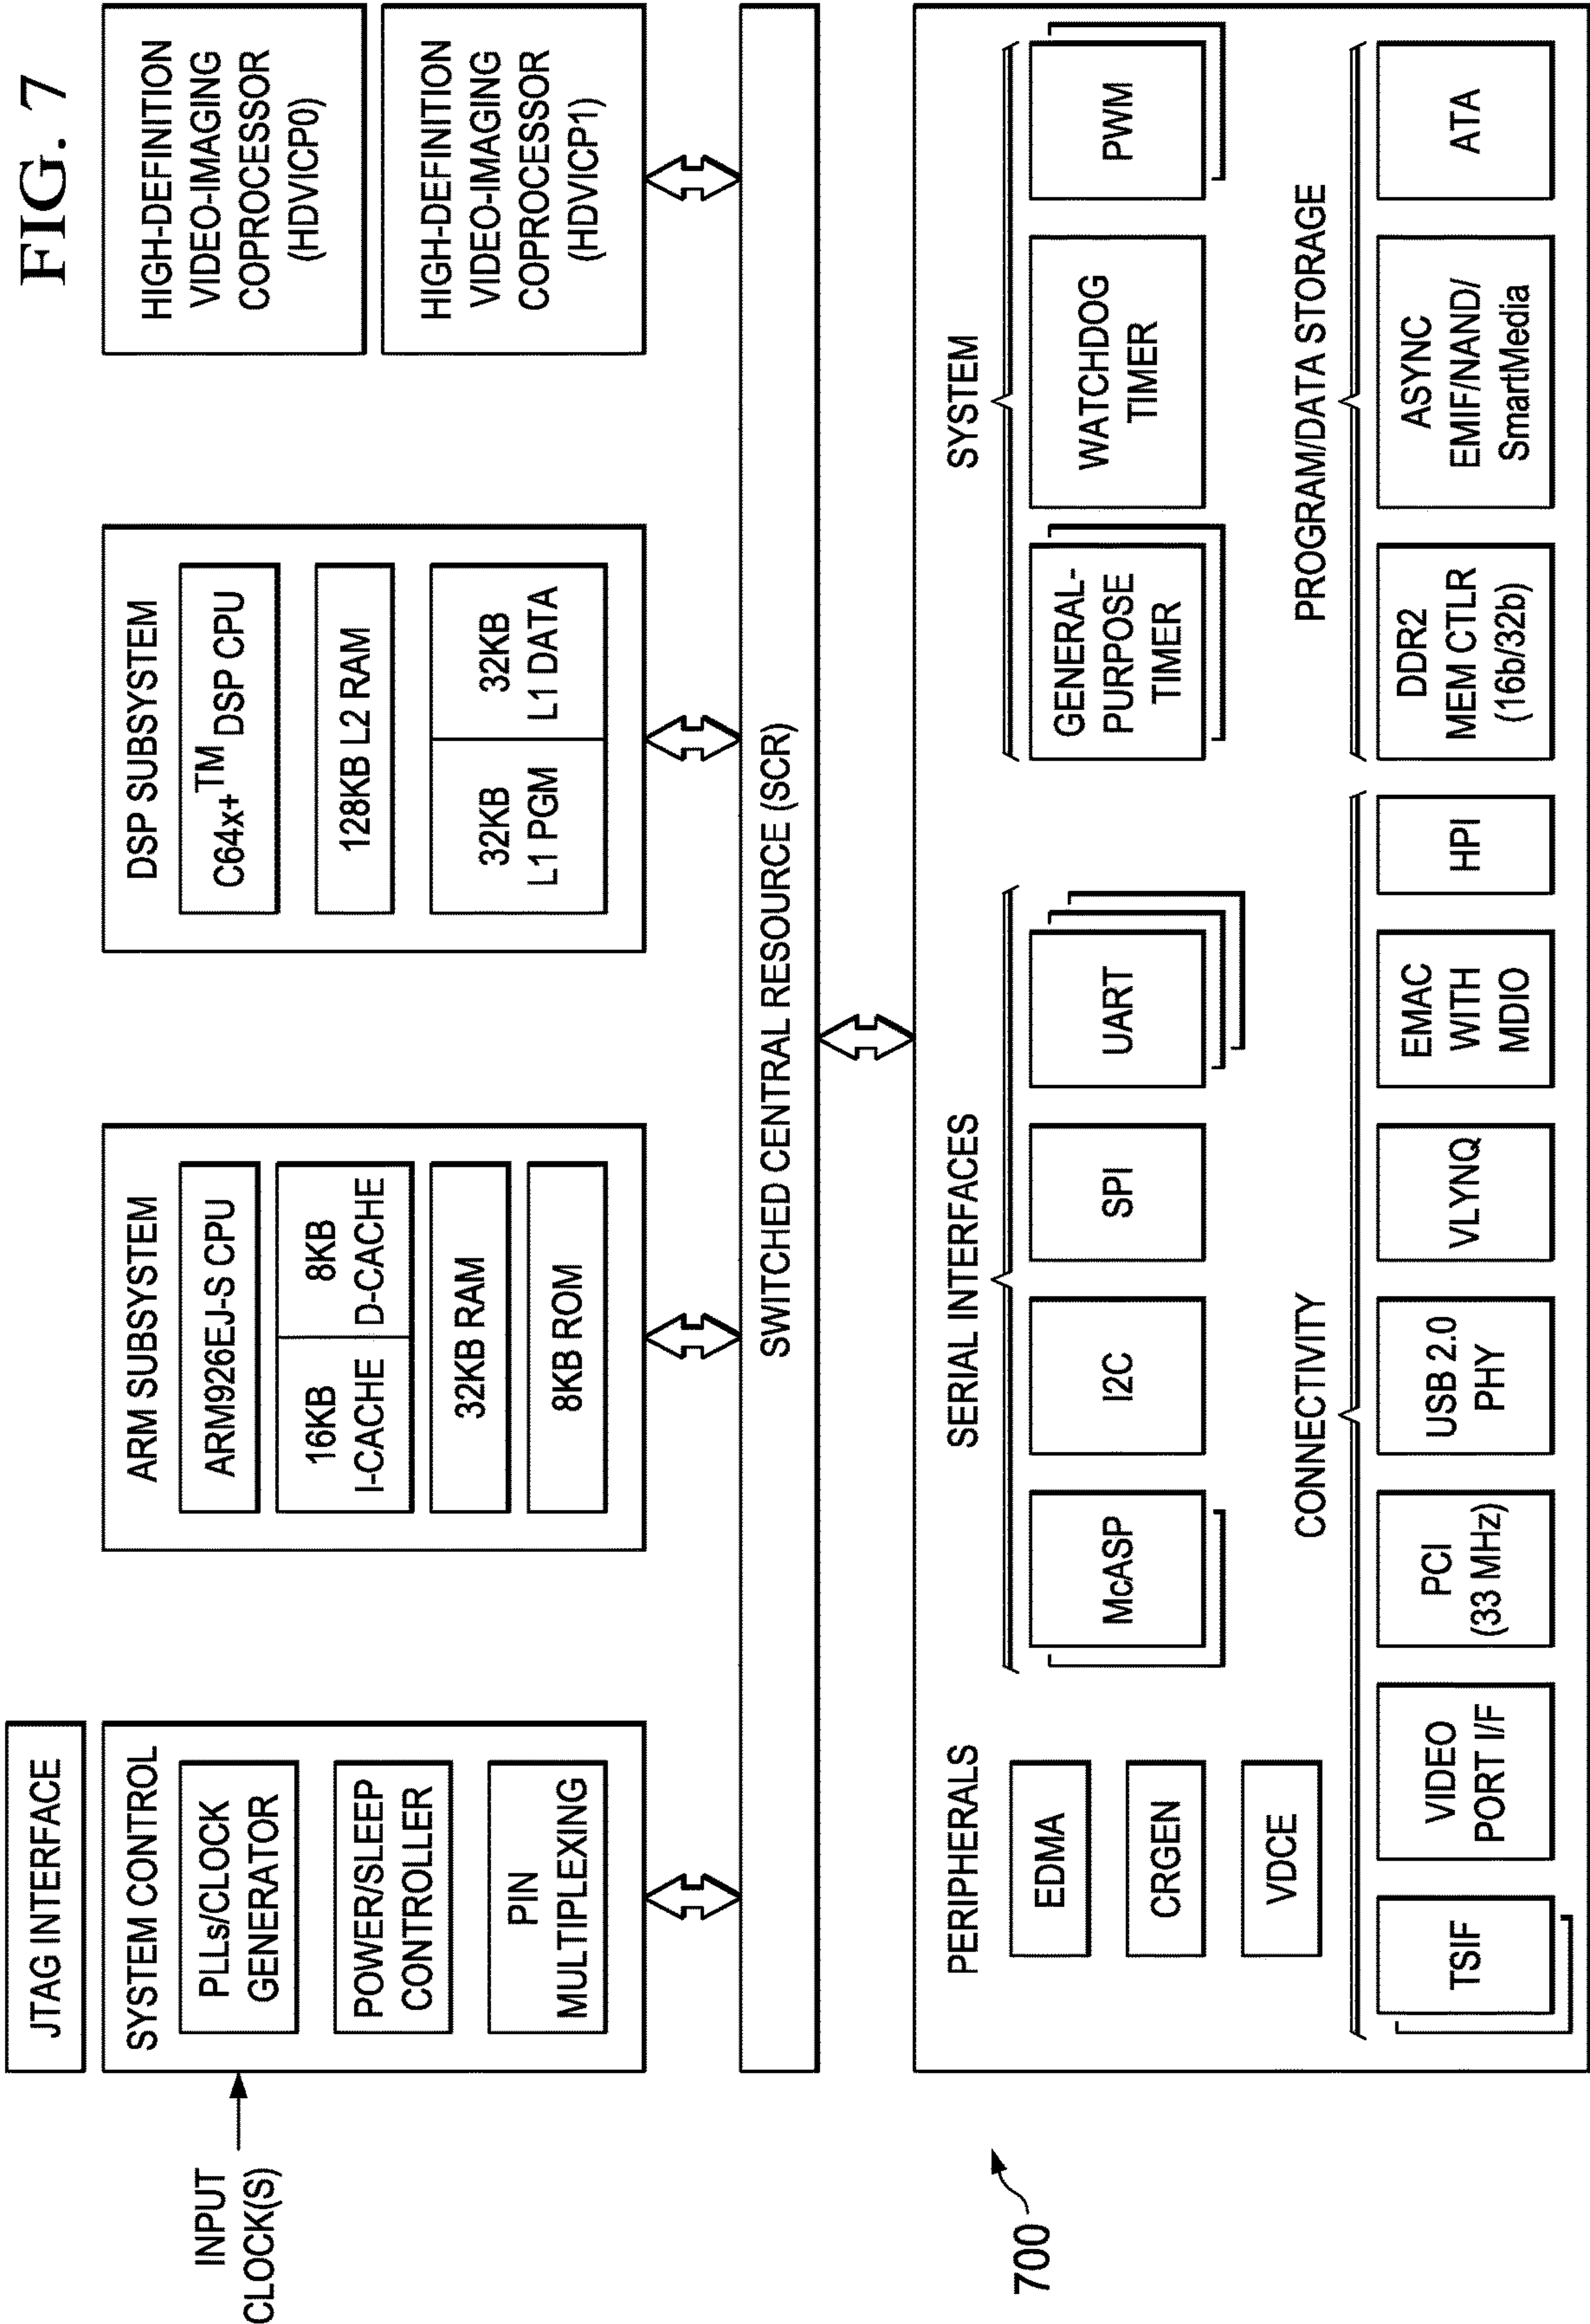 FIG. 7
JTAG INTERFACE
INPUT
CLOCK(S)
SYSTEM CONTROL
PLLs/CLOCK
GENERATOR
POWER/SLEEP
CONTROLLER
PIN
MULTIPLEXING
ARM SUBSYSTEM
ARM926EJ-S CPU
16KB
I-CACHE
8KB
D-CACHE
32KB RAM
8KB ROM
DSP SUBSYSTEM
C64x+™ DSP CPU
128KB L2 RAM
32KB
L1 PGM
32KB
L1 DATA
HIGH-DEFINITION
VIDEO-IMAGING
COPROCESSOR
(HDVICP0)
HIGH-DEFINITION
VIDEO-IMAGING
COPROCESSOR
(HDVICP1)
SWITCHED CENTRAL RESOURCE (SCR)
700
PERIPHERALS
EDMA
CRGEN
VDCE
SERIAL INTERFACES
McASP
I2C
SPI
UART
SYSTEM
GENERAL-
PURPOSE
TIMER
WATCHDOG
TIMER
PWM
CONNECTIVITY
TSIF
VIDEO
PORT I/F
PCI
(33 MHz)
USB 2.0
PHY
VLYNQ
EMAC
WITH
MDIO
HPI
PROGRAM/DATA STORAGE
DDR2
MEM CTLR
(16b/32b)
ASYNC
EMIF/NAND/
SmartMedia
ATA